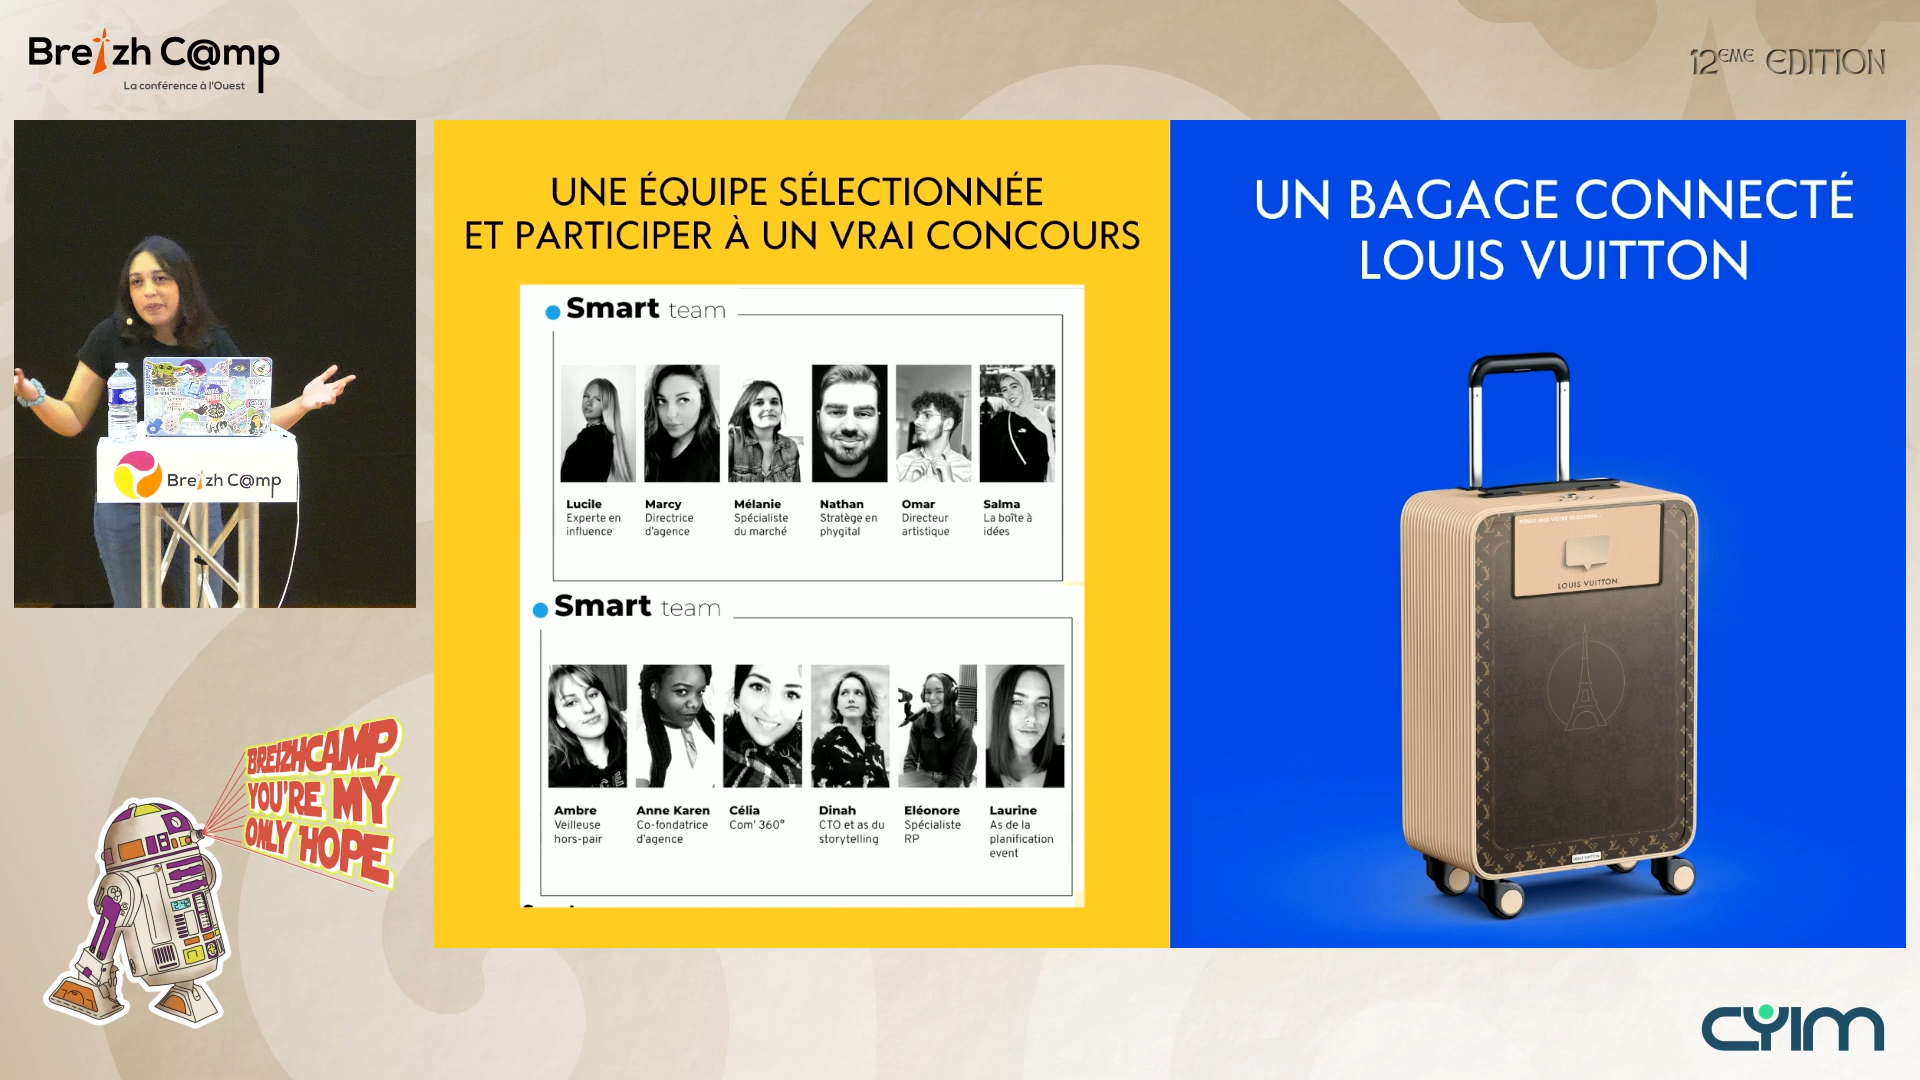 Breizh C@mp
La conférence à l'Ouest
12EME EDITION
UNE ÉQUIPE SÉLECTIONNÉE
ET PARTICIPER À UN VRAI CONCOURS
Smart team
Lucile
Experte en
influence
Marcy
Directrice
d'agence
Mélanie
Spécialiste
du marché
Nathan
Stratège en
phygital
Omar
Directeur
artistique
Salma
La boîte à
idées
Smart team
Ambre
Veilleuse
hors-pair
Anne Karen
Co-fondatrice
d'agence
Célia
Com' 360°
Dinah
CTO et as du
storytelling
Eléonore
Spécialiste
RP
Laurine
As de la
planification
event
UN BAGAGE CONNECTÉ
LOUIS VUITTON
LOUIS VUITTON
LOUIS VUITTON
Breizh C@mp
BREIZHCAMP,
YOU'RE MY
ONLY HOPE
CYIM